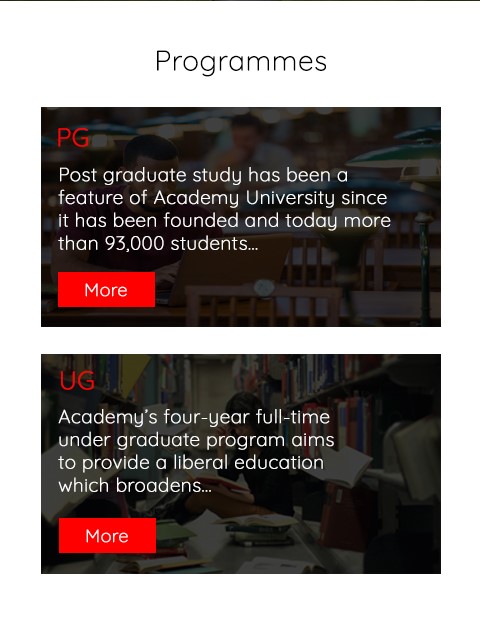 Programmes
PG
Post graduate study has been a
feature of Academy University since
it has been founded and today more
than 93,000 students...
More
UG
Academy's four-year full-time
under graduate program aims
to provide a liberal education
which broadens...
More